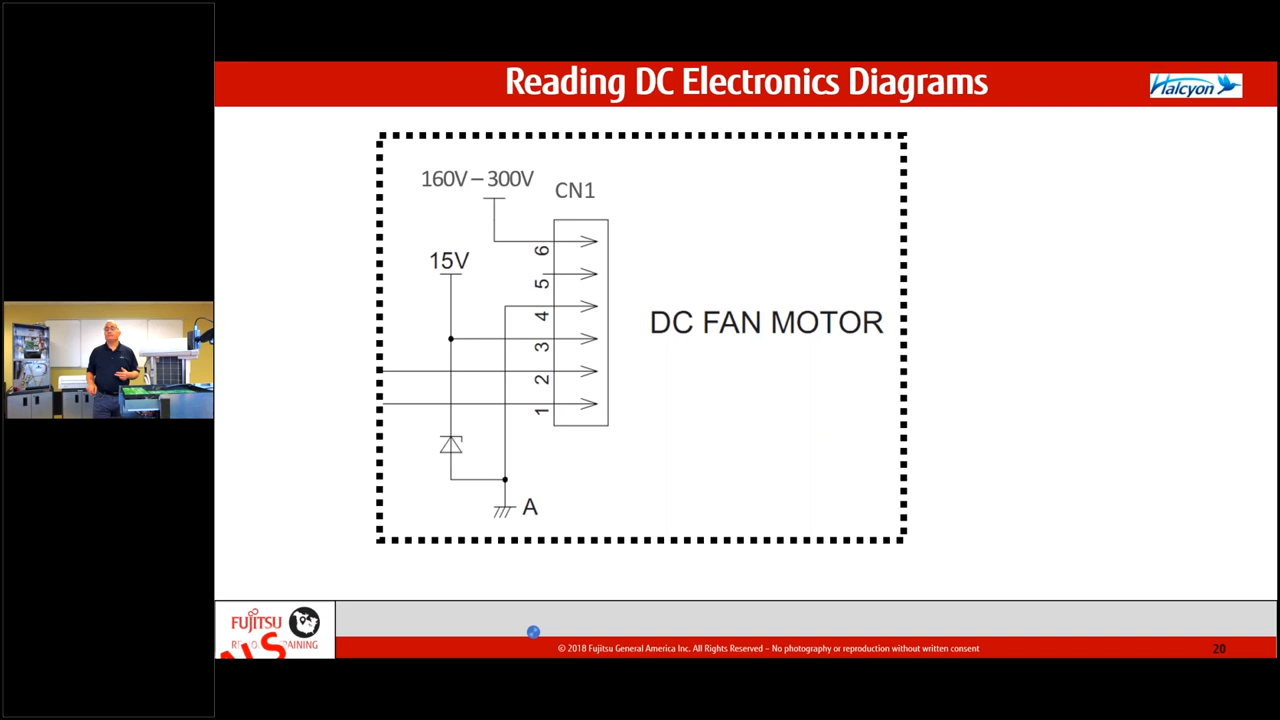 Reading DC Electronics Diagrams
Halcyon
160V – 300V
CN1
15V
6
5
4
3
2
1
DC FAN MOTOR
A
FUJITSU
© 2018 Fujitsu General America Inc. All Rights Reserved – No photography or reproduction without written consent
20